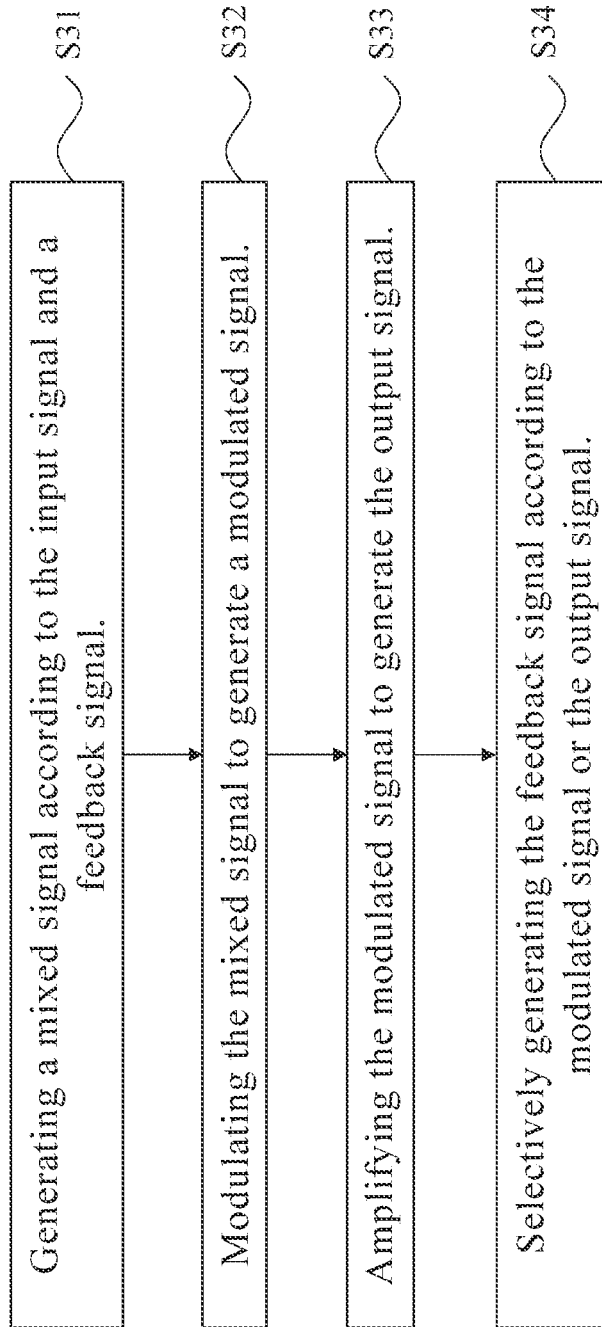 Generating a mixed signal according to the input signal and a
feedback signal.
S31
Modulating the mixed signal to generate a modulated signal.
S32
Amplifying the modulated signal to generate the output signal.
S33
Selectively generating the feedback signal according to the
modulated signal or the output signal.
S34